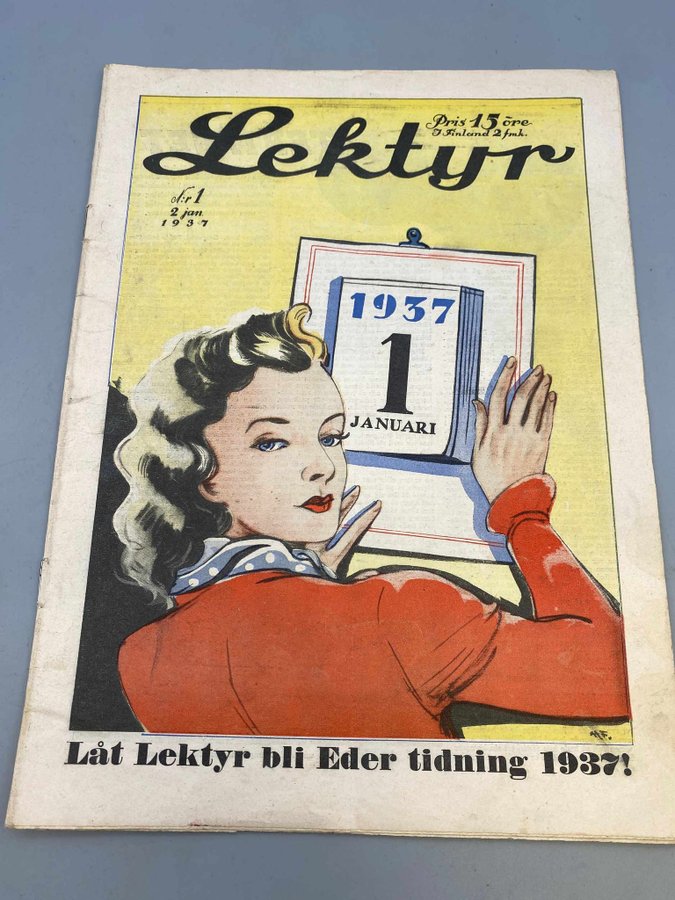 Lektyr
Pris 15 öre
I Finland 2 fmk.
N:r 1
2 jan
1937
1937
1
JANUARI
Låt Lektyr bli Eder tidning 1937!